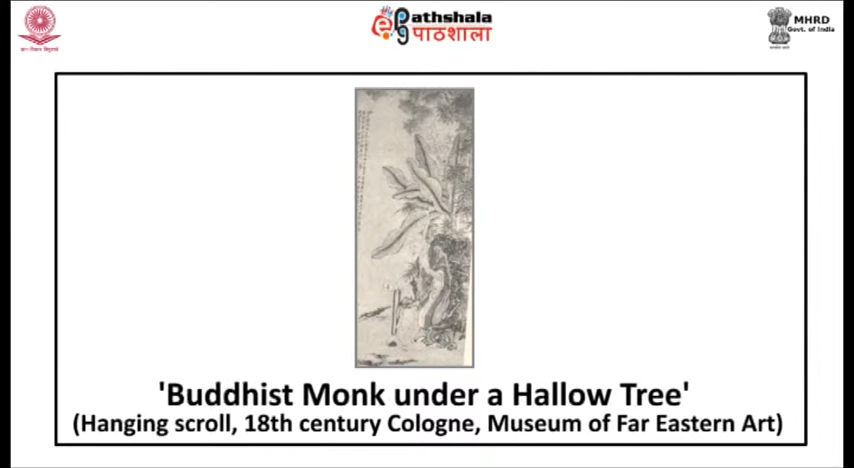 ePathshala
पाठशाला
MHRD
Govt. of India
'Buddhist Monk under a Hallow Tree'
(Hanging scroll, 18th century Cologne, Museum of Far Eastern Art)